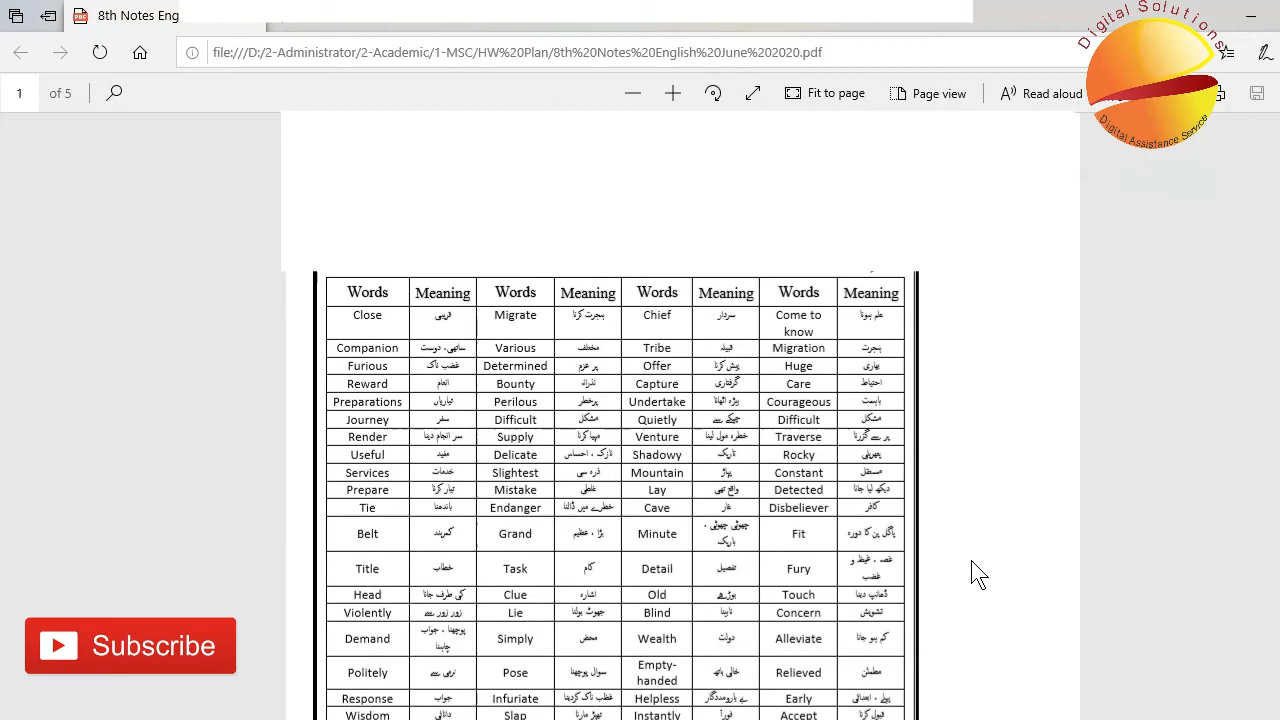 8th Notes Eng
file:///D:/2-Administrator/2-Academic/1-MSC/HW%20Plan/8th%20Notes%20English%20June%202020.pdf
1 of 5 Fit to page Page view Read aloud
Digital Solutions
Digital Assistance Service
Words Meaning Words Meaning Words Meaning Words Meaning
Close قریبی Migrate ہجرت کرنا Chief سردار Come to know علم ہونا
Companion ساتھی، دوست Various مختلف Tribe قبیلہ Migration ہجرت
Furious غضب ناک Determined پر عزم Offer پیش کرنا Huge بھاری
Reward انعام Bounty نذرانہ Capture گرفتاری Care احتیاط
Preparations تیاریاں Perilous پرخطر Undertake بیڑہ اٹھانا Courageous باہمت
Journey سفر Difficult مشکل Quietly چپکے سے Difficult مشکل
Render سر انجام دینا Supply مہیا کرنا Venture خطرہ مول لینا Traverse پر سے گزرنا
Useful مفید Delicate نازک ، احساس Shadowy تاریک Rocky پتھریلی
Services خدمات Slightest ذرہ سی Mountain پہاڑ Constant مستقل
Prepare تیار کرنا Mistake غلطی Lay واقع تھی Detected دیکھ لیا جانا
Tie باندھنا Endanger خطرے میں ڈالنا Cave غار Disbeliever کافر
Belt کمربند Grand بڑا ، عظیم Minute چھوٹی چھوٹی ، باریک Fit پاگل پن کا دورہ
Title خطاب Task کام Detail تفصیل Fury غصہ ، غیظ و غضب
Head کی طرف جانا Clue اشارہ Old بوڑھے Touch ڈھانپ دینا
Violently زور زور سے Lie جھوٹ بولنا Blind نابینا Concern تشویش
Demand پوچھنا ، جواب چاہنا Simply محض Wealth دولت Alleviate کم ہو جانا
Politely نرمی سے Pose سوال پوچھنا Empty-handed خالی ہاتھ Relieved مطمئن
Response جواب Infuriate غضب ناک کردینا Helpless بے یارومددگار Early پہلے ، ابتدائی
Wisdom دانائی Slap تھپڑ مارنا Instantly فوراً Accept قبول کرنا
Subscribe